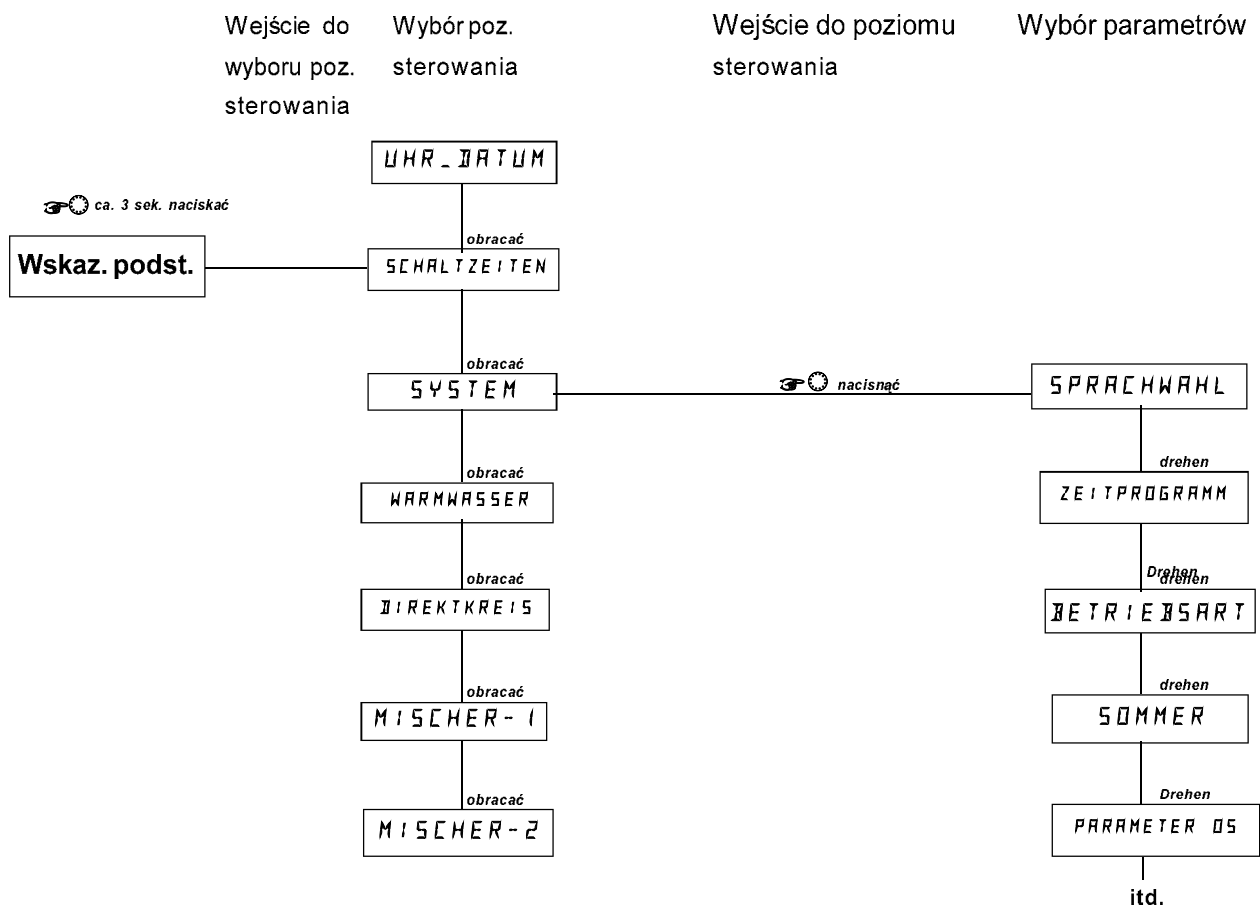 Wejście do
wyboru poz.
sterowania
Wybór poz.
sterowania
Wejście do poziomu
sterowania
Wybór parametrów
UHR_DATUM
ca. 3 sek. naciskać
Wskaz. podst.
obracać
SCHALTZEITEN
obracać
SYSTEM
nacisnąć
SPRACHWAHL
obracać
WARMWASSER
drehen
ZEITPROGRAMM
obracać
DIREKTKREIS
Drehen
drehen
BETRIEBSART
obracać
MISCHER-1
drehen
SOMMER
obracać
MISCHER-2
Drehen
PARAMETER 05
itd.